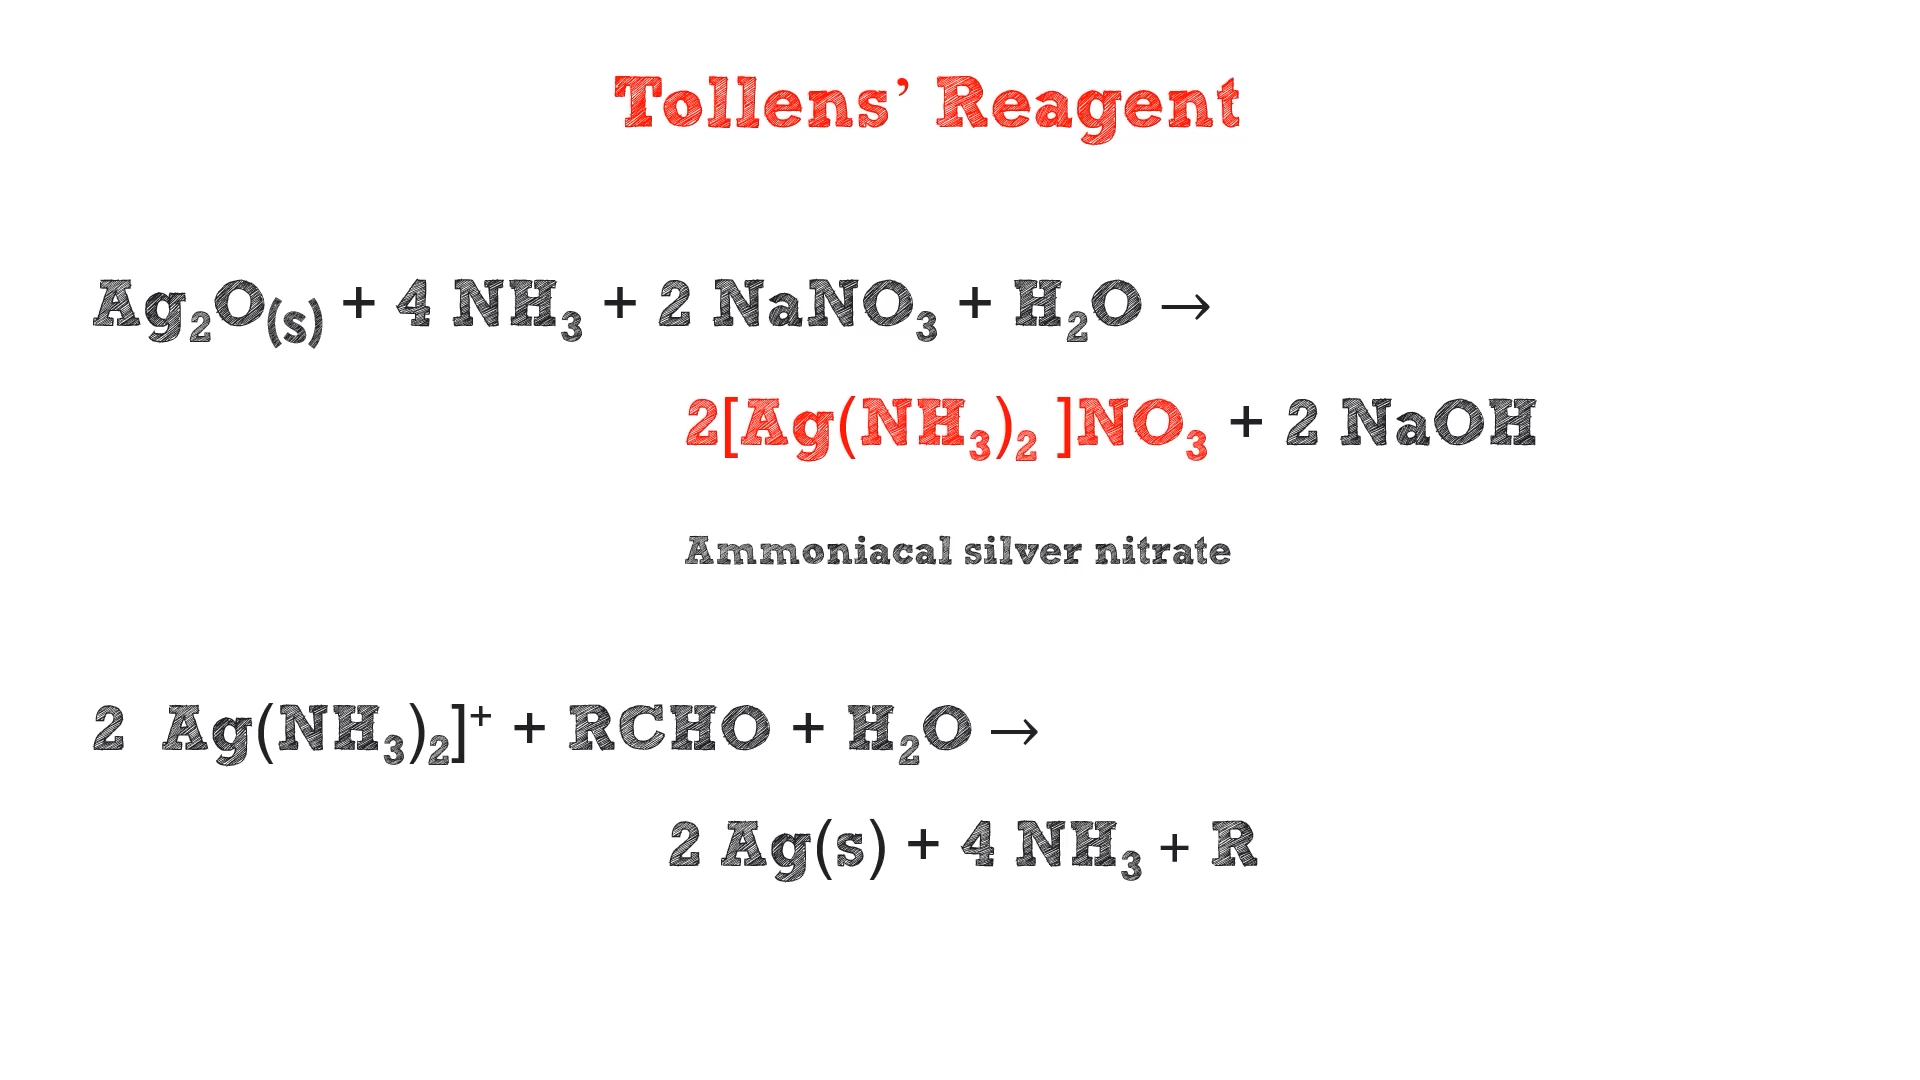 Tollens’ Reagent
Ag₂O₍ₛ₎ + 4 NH₃ + 2 NaNO₃ + H₂O →
2[Ag(NH₃)₂ ]NO₃ + 2 NaOH
Ammoniacal silver nitrate
2 Ag(NH₃)₂]⁺ + RCHO + H₂O →
2 Ag(s) + 4 NH₃ + R